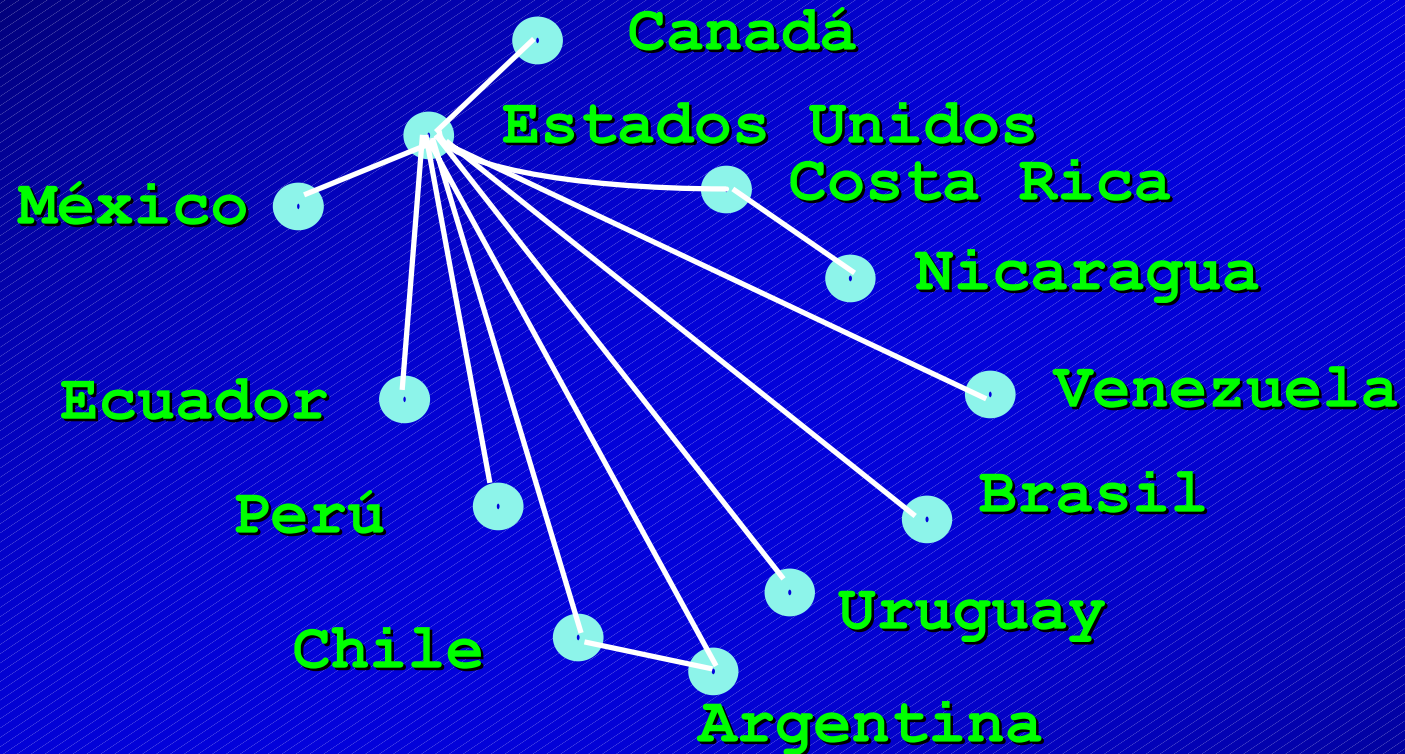 Canadá
Estados Unidos
Costa Rica
México
Nicaragua
Venezuela
Ecuador
Brasil
Perú
Uruguay
Chile
Argentina